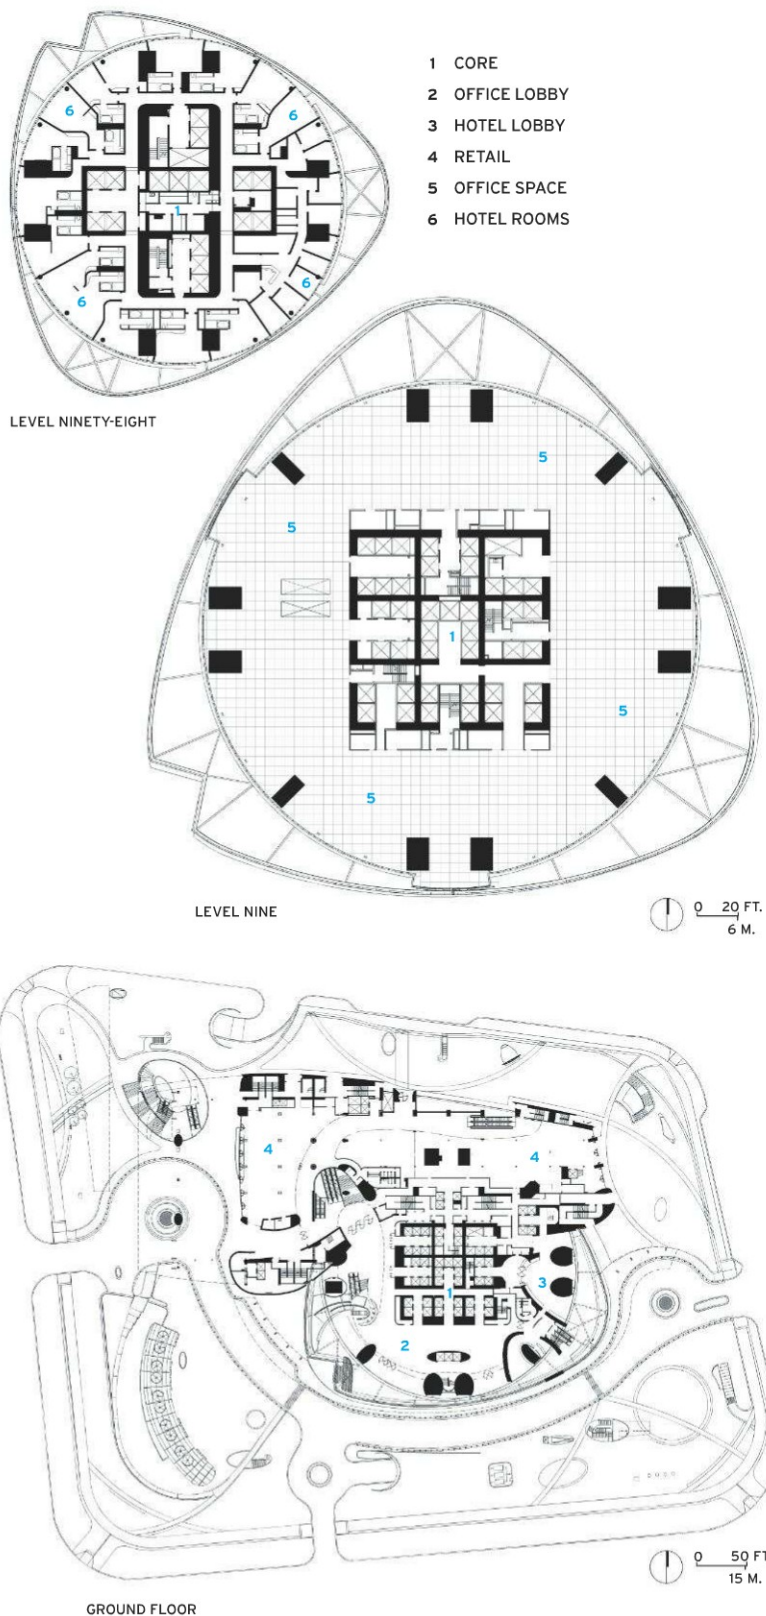 1 CORE
2 OFFICE LOBBY
3 HOTEL LOBBY
4 RETAIL
5 OFFICE SPACE
6 HOTEL ROOMS
6
6
1
6
6
LEVEL NINETY-EIGHT
5
5
1
5
5
LEVEL NINE
0 20 FT.
6 M.
4
4
3
1
2
0 50 FT
15 M.
GROUND FLOOR